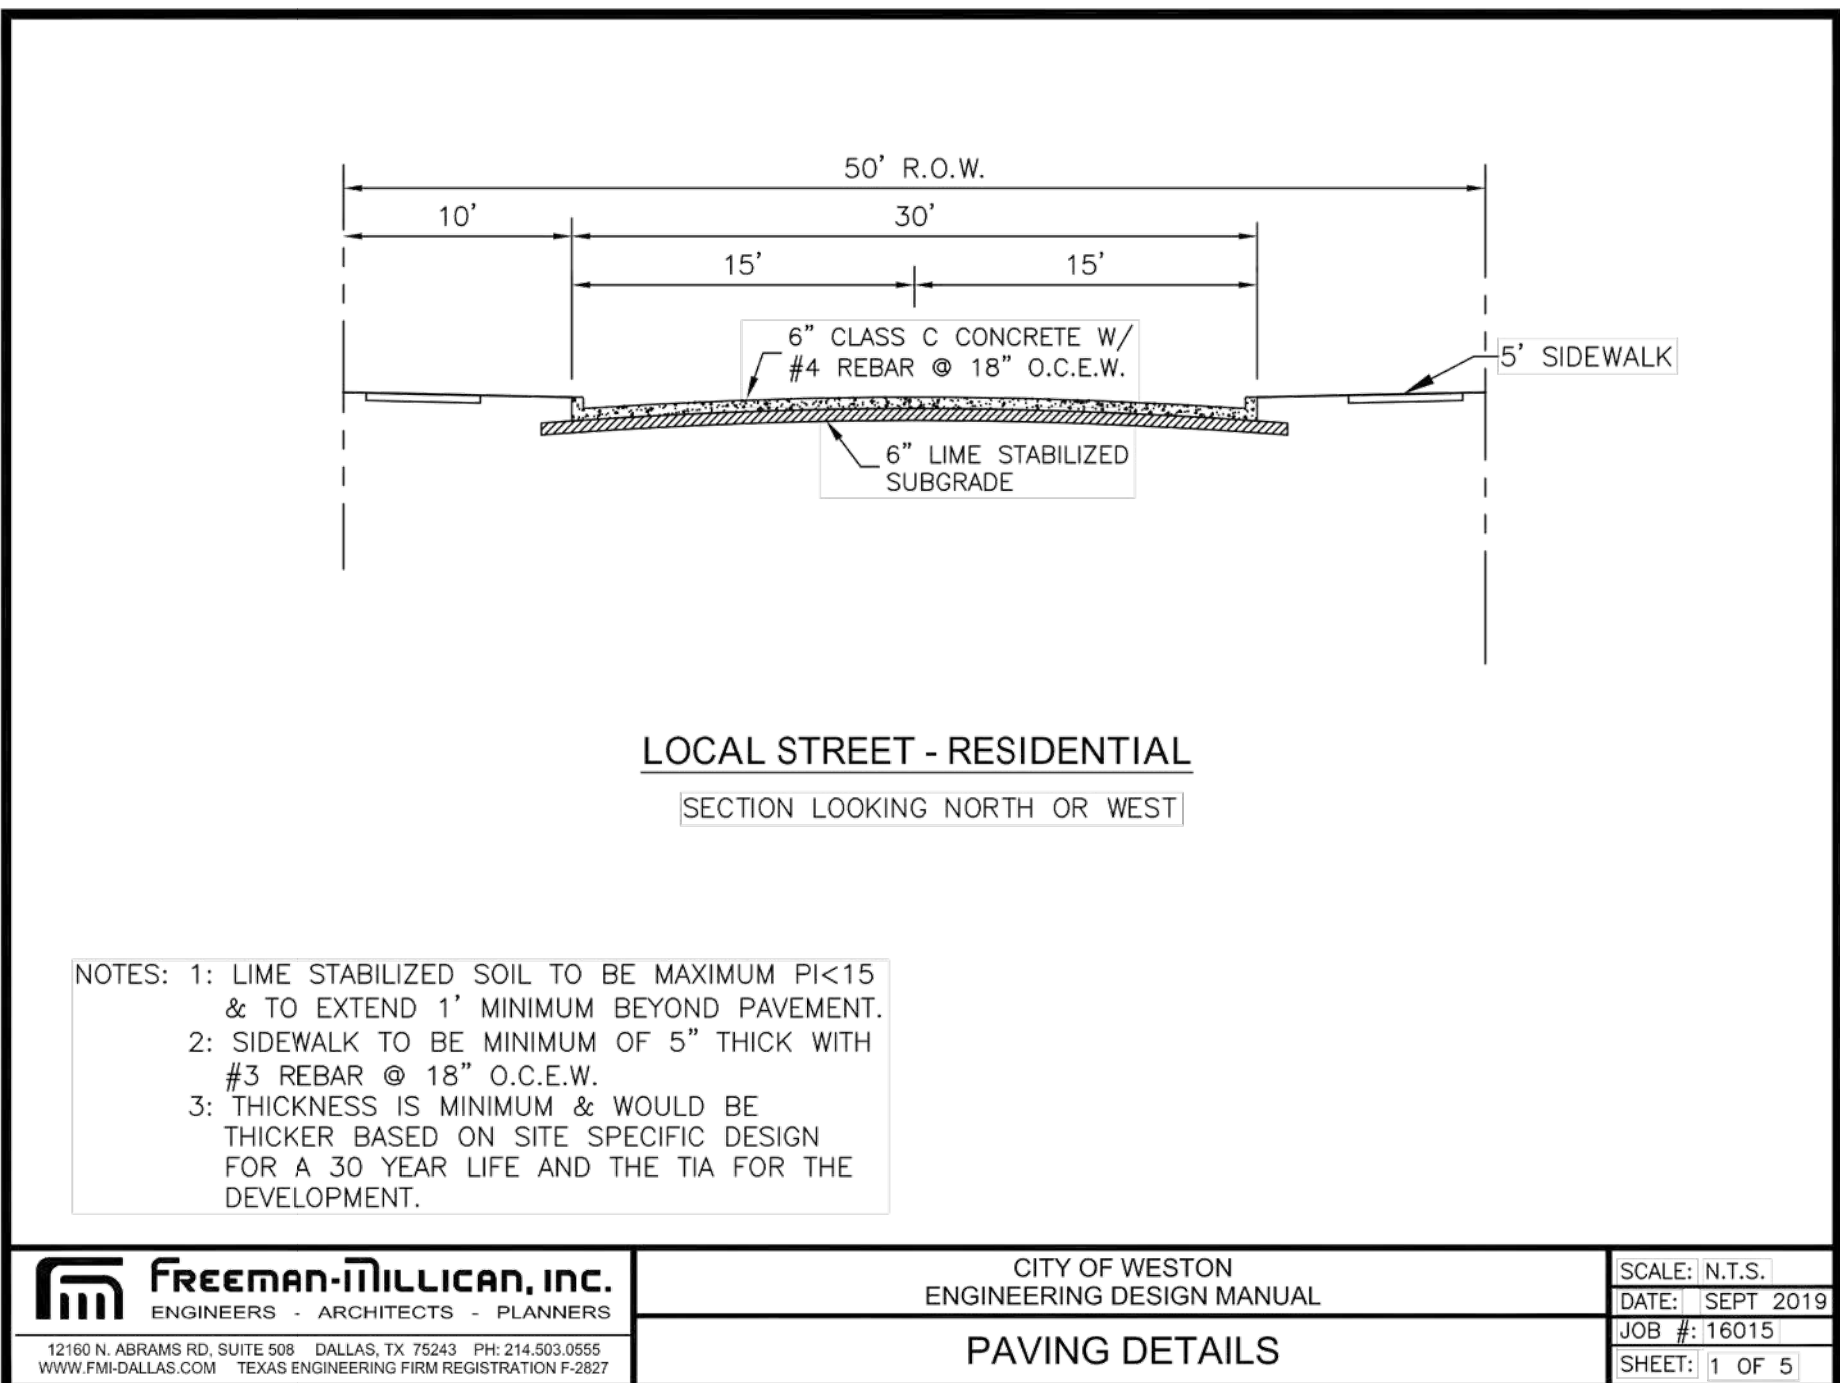 50' R.O.W.
10'
30'
15'
15'
6" CLASS C CONCRETE W/
#4 REBAR @ 18" O.C.E.W.
5' SIDEWALK
6" LIME STABILIZED
SUBGRADE
LOCAL STREET - RESIDENTIAL
SECTION LOOKING NORTH OR WEST
NOTES: 1: LIME STABILIZED SOIL TO BE MAXIMUM PI<15
& TO EXTEND 1' MINIMUM BEYOND PAVEMENT.
2: SIDEWALK TO BE MINIMUM OF 5" THICK WITH
#3 REBAR @ 18" O.C.E.W.
3: THICKNESS IS MINIMUM & WOULD BE
THICKER BASED ON SITE SPECIFIC DESIGN
FOR A 30 YEAR LIFE AND THE TIA FOR THE
DEVELOPMENT.
FREEMAN-MILLICAN, INC.
ENGINEERS - ARCHITECTS - PLANNERS
12160 N. ABRAMS RD, SUITE 508 DALLAS, TX 75243 PH: 214.503.0555
WWW.FMI-DALLAS.COM TEXAS ENGINEERING FIRM REGISTRATION F-2827
CITY OF WESTON
ENGINEERING DESIGN MANUAL
PAVING DETAILS
SCALE: N.T.S.
DATE: SEPT 2019
JOB #: 16015
SHEET: 1 OF 5